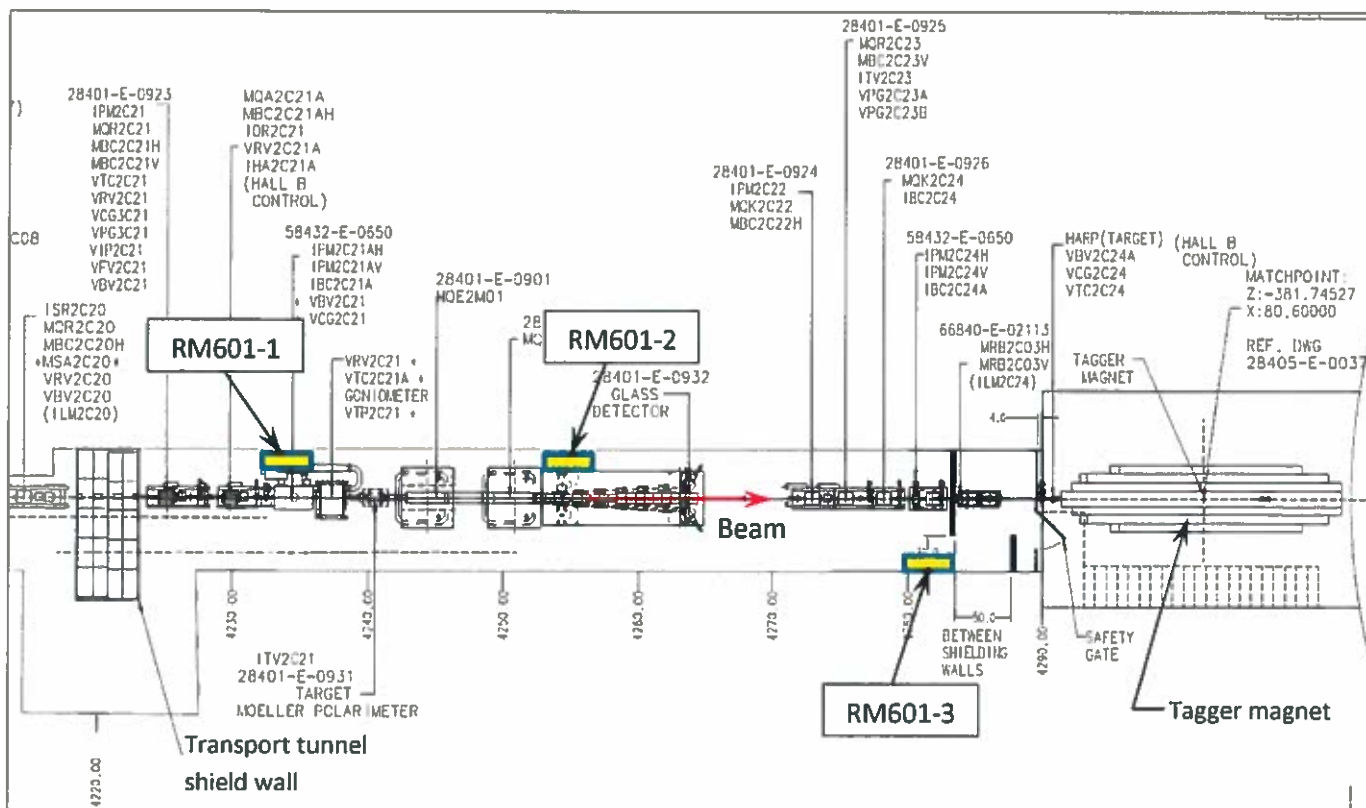 28401-E-0923
IPM2C21
MQR2C21
MBC2C21H
MBC2C21V
VTC2C21
VRV2C21
VCG3C21
VPG3C21
VIP2C21
VFV2C21
VBV2C21
MQA2C21A
MBC2C21AH
IOR2C21
VRV2C21A
IHA2C21A
(HALL B
CONTROL)
58432-E-0650
IPM2C21AH
IPM2C21AV
IBC2C21A
* VBV2C21
VCG2C21
C08
ISR2C20
MQR2C20
MBC2C20H
*MSA2C20*
VRV2C20
VBV2C20
(ILM2C20)
RM601-1
VRV2C21 *
VTC2C21A *
GONIOMETER
VTP2C21 *
28401-E-0901
MQE2M01
RM601-2
28401-E-0932
GLASS
DETECTOR
28401-E-0925
MQR2C23
MBC2C23V
ITV2C23
VPG2C23A
VPG2C23B
28401-E-0924
IPM2C22
MQK2C22
MBC2C22H
28401-E-0926
MQK2C24
IBC2C24
58432-E-0650
IPM2C24H
IPM2C24V
IBC2C24A
66840-E-02113
MRB2C03H
MRB2C03V
(ILM2C24)
HARP(TARGET)
VBV2C24A
VCG2C24
VTC2C24
(HALL B
CONTROL)
MATCHPOINT:
Z:-381.74527
X:80.60000
REF. DWG
28405-E-0037
TAGGER
MAGNET
4.0
Beam
4220.00
4230.00
4240.00
4250.00
4260.00
4270.00
4290.00
BETWEEN
SHIELDING
WALLS
SAFETY
GATE
ITV2C21
28401-E-0931
TARGET
MOELLER POLARIMETER
RM601-3
Tagger magnet
Transport tunnel
shield wall